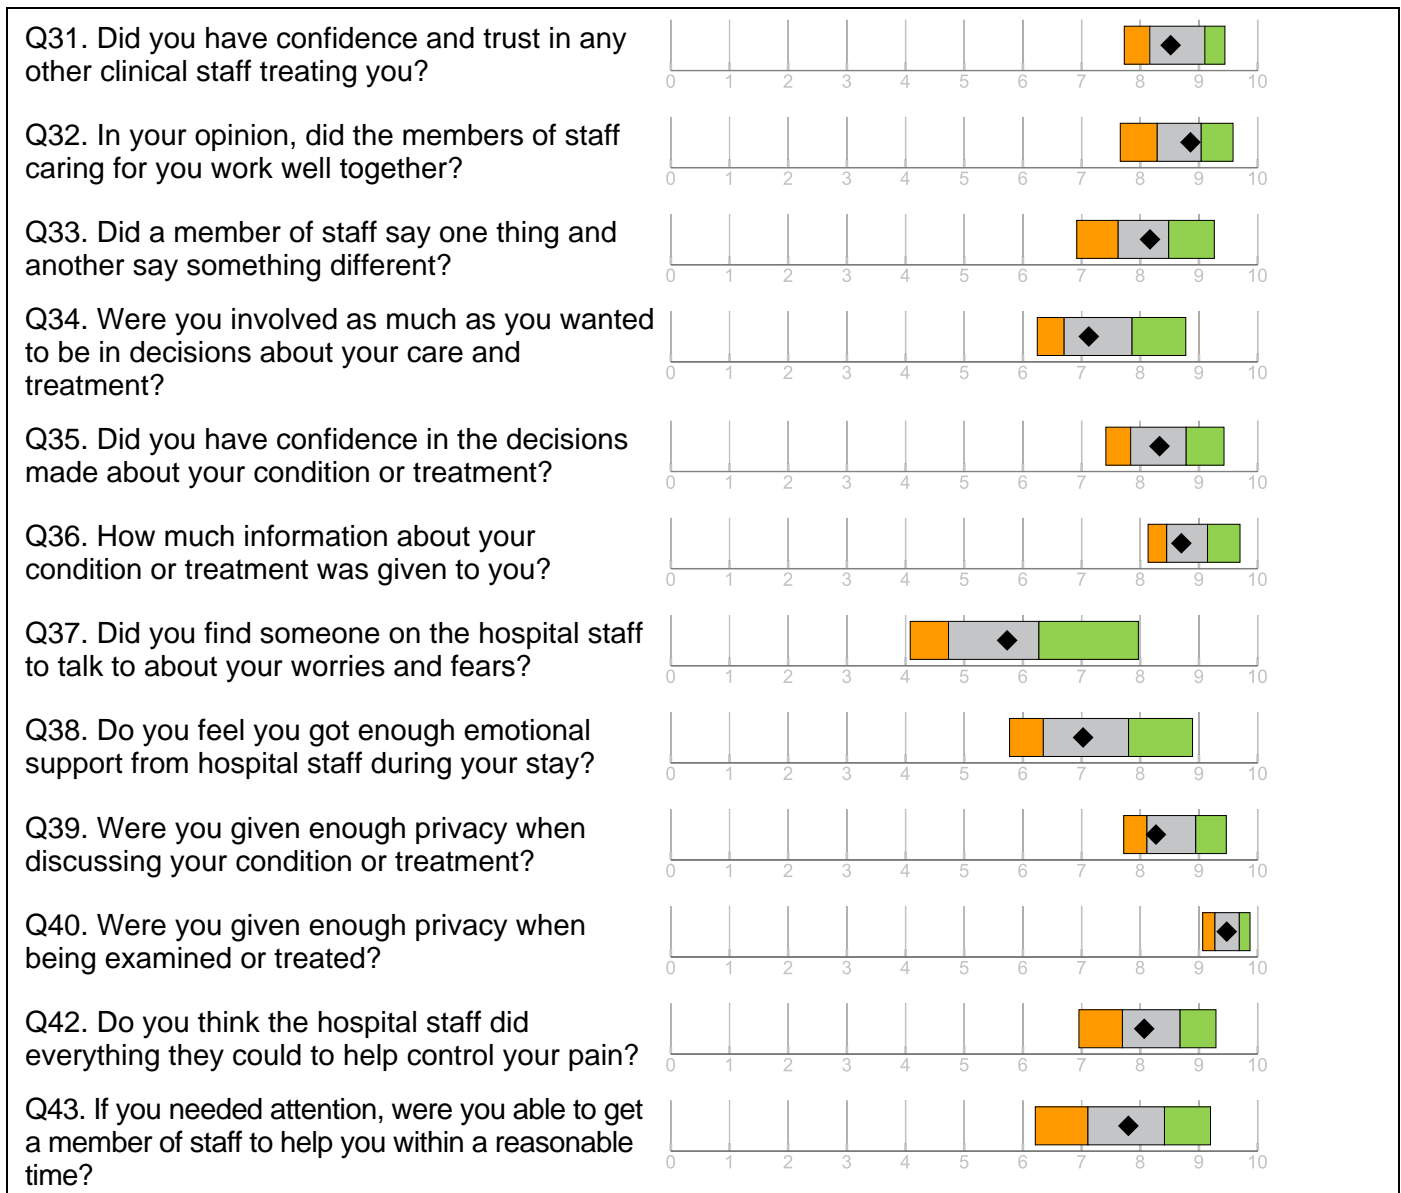 Q31. Did you have confidence and trust in any
other clinical staff treating you?
0 1 2 3 4 5 6 7 8 9 10
Q32. In your opinion, did the members of staff
caring for you work well together?
0 1 2 3 4 5 6 7 8 9 10
Q33. Did a member of staff say one thing and
another say something different?
0 1 2 3 4 5 6 7 8 9 10
Q34. Were you involved as much as you wanted
to be in decisions about your care and
treatment?
0 1 2 3 4 5 6 7 8 9 10
Q35. Did you have confidence in the decisions
made about your condition or treatment?
0 1 2 3 4 5 6 7 8 9 10
Q36. How much information about your
condition or treatment was given to you?
0 1 2 3 4 5 6 7 8 9 10
Q37. Did you find someone on the hospital staff
to talk to about your worries and fears?
0 1 2 3 4 5 6 7 8 9 10
Q38. Do you feel you got enough emotional
support from hospital staff during your stay?
0 1 2 3 4 5 6 7 8 9 10
Q39. Were you given enough privacy when
discussing your condition or treatment?
0 1 2 3 4 5 6 7 8 9 10
Q40. Were you given enough privacy when
being examined or treated?
0 1 2 3 4 5 6 7 8 9 10
Q42. Do you think the hospital staff did
everything they could to help control your pain?
0 1 2 3 4 5 6 7 8 9 10
Q43. If you needed attention, were you able to get
a member of staff to help you within a reasonable
time?
0 1 2 3 4 5 6 7 8 9 10